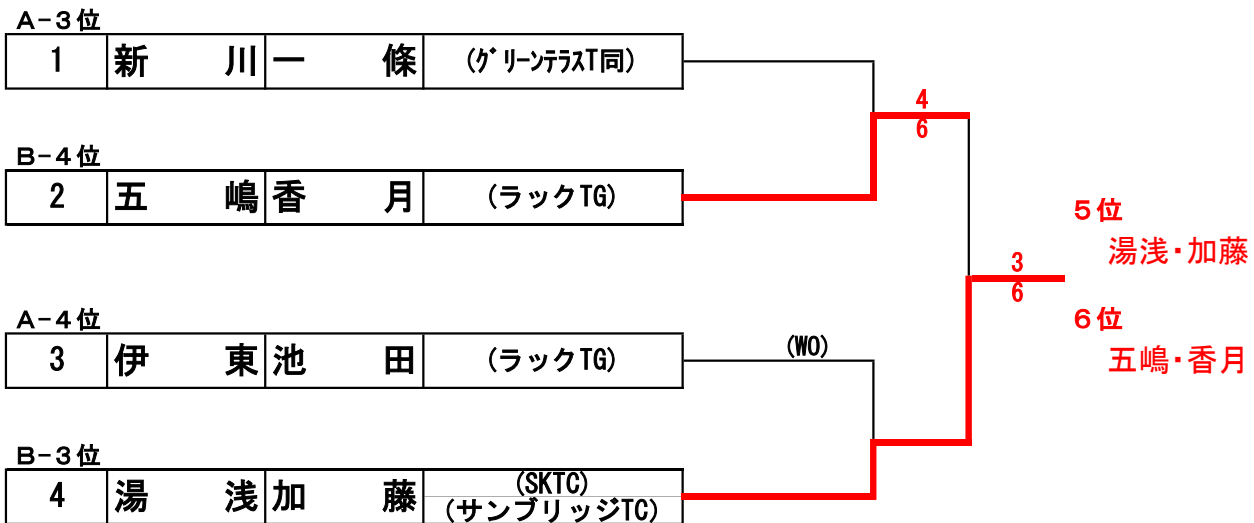 A-3位
1 新川 一條 (グリーンテラスT同)
4
6
B-4位
2 五嶋 香月 (ラックTG)
5位
湯浅・加藤
3
6
6位
五嶋・香月
A-4位
3 伊東 池田 (ラックTG)
(WO)
B-3位
4 湯浅 加藤 (SKTC)
(サンブリッジTC)